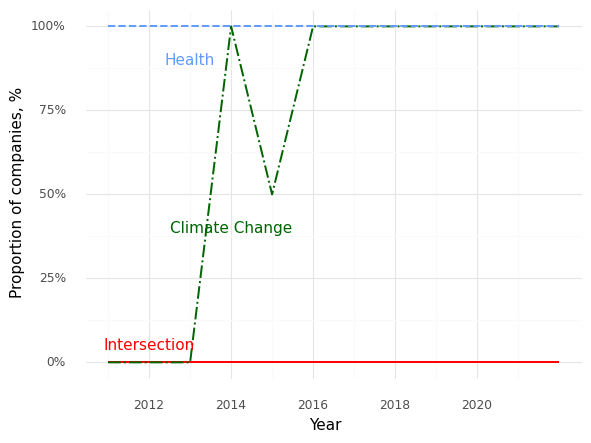 100%
Health
75%
50%
Climate Change
25%
Intersection
0%
Proportion of companies, %
2012 2014 2016 2018 2020
Year